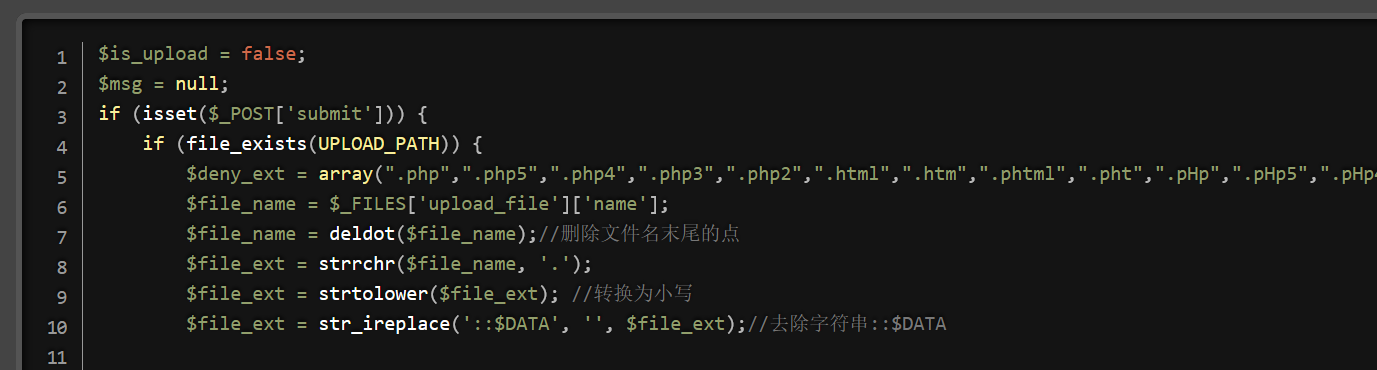 1 $is_upload = false;
2 $msg = null;
3 if (isset($_POST['submit'])) {
4 if (file_exists(UPLOAD_PATH)) {
5 $deny_ext = array(".php",".php5",".php4",".php3",".php2",".html",".htm",".phtml",".pht",".pHp",".pHp5",".pHp4
6 $file_name = $_FILES['upload_file']['name'];
7 $file_name = deldot($file_name);//删除文件名末尾的点
8 $file_ext = strrchr($file_name, '.');
9 $file_ext = strtolower($file_ext); //转换为小写
10 $file_ext = str_ireplace('::$DATA', '', $file_ext);//去除字符串::$DATA
11